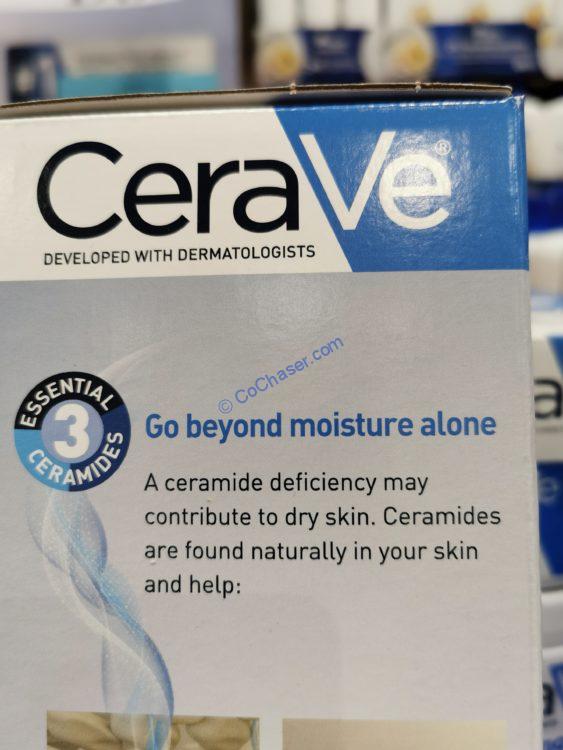 CeraVe®
DEVELOPED WITH DERMATOLOGISTS
© CoChaser.com
ESSENTIAL
3
CERAMIDES
Go beyond moisture alone
A ceramide deficiency may
contribute to dry skin. Ceramides
are found naturally in your skin
and help: